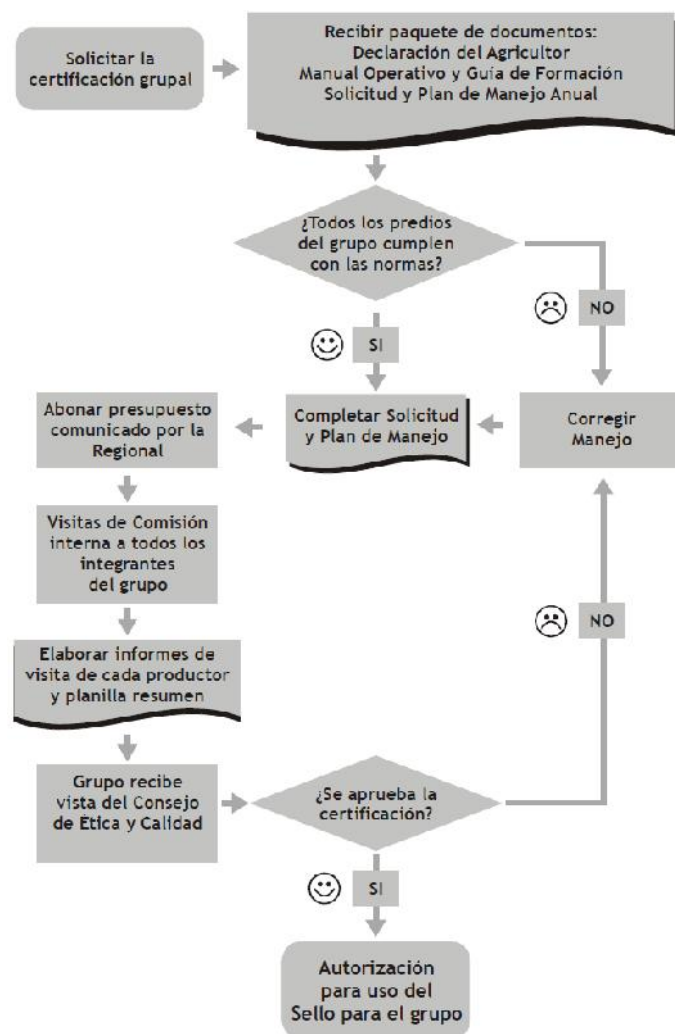 Solicitar la
certificación grupal
Recibir paquete de documentos:
Declaración del Agricultor
Manual Operativo y Guía de Formación
Solicitud y Plan de Manejo Anual
¿Todos los predios
del grupo cumplen
con las normas?
NO
SI
Abonar presupuesto
comunicado por la
Regional
Completar Solicitud
y Plan de Manejo
Corregir
Manejo
Visitas de Comisión
interna a todos los
integrantes
del grupo
NO
Elaborar informes de
visita de cada productor
y planilla resumen
Grupo recibe
vista del Consejo
de Ética y Calidad
¿Se aprueba la
certificación?
SI
Autorización
para uso del
Sello para el grupo